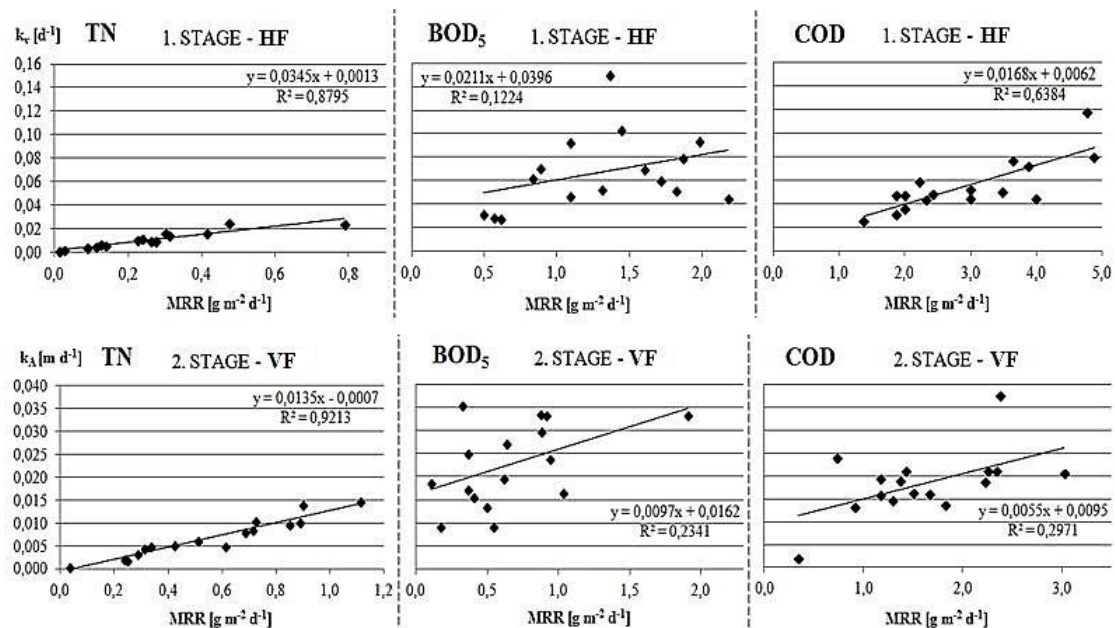 k_v [d⁻¹] TN 1. STAGE - HF
y = 0,0345x + 0,0013
R² = 0,8795
0,16
0,14
0,12
0,10
0,08
0,06
0,04
0,02
0,00
0,0 0,2 0,4 0,6 0,8 1,0
MRR [g m⁻² d⁻¹]
BOD₅ 1. STAGE - HF
y = 0,0211x + 0,0396
R² = 0,1224
0,0 0,5 1,0 1,5 2,0
MRR [g m⁻² d⁻¹]
COD 1. STAGE - HF
y = 0,0168x + 0,0062
R² = 0,6384
0,0 1,0 2,0 3,0 4,0 5,0
MRR [g m⁻² d⁻¹]
k_A [m d⁻¹] TN 2. STAGE - VF
y = 0,0135x - 0,0007
R² = 0,9213
0,040
0,035
0,030
0,025
0,020
0,015
0,010
0,005
0,000
0,0 0,2 0,4 0,6 0,8 1,0 1,2
MRR [g m⁻² d⁻¹]
BOD₅ 2. STAGE - VF
y = 0,0097x + 0,0162
R² = 0,2341
0,0 0,5 1,0 1,5 2,0
MRR [g m⁻² d⁻¹]
COD 2. STAGE - VF
y = 0,0055x + 0,0095
R² = 0,2971
0,0 1,0 2,0 3,0
MRR [g m⁻² d⁻¹]